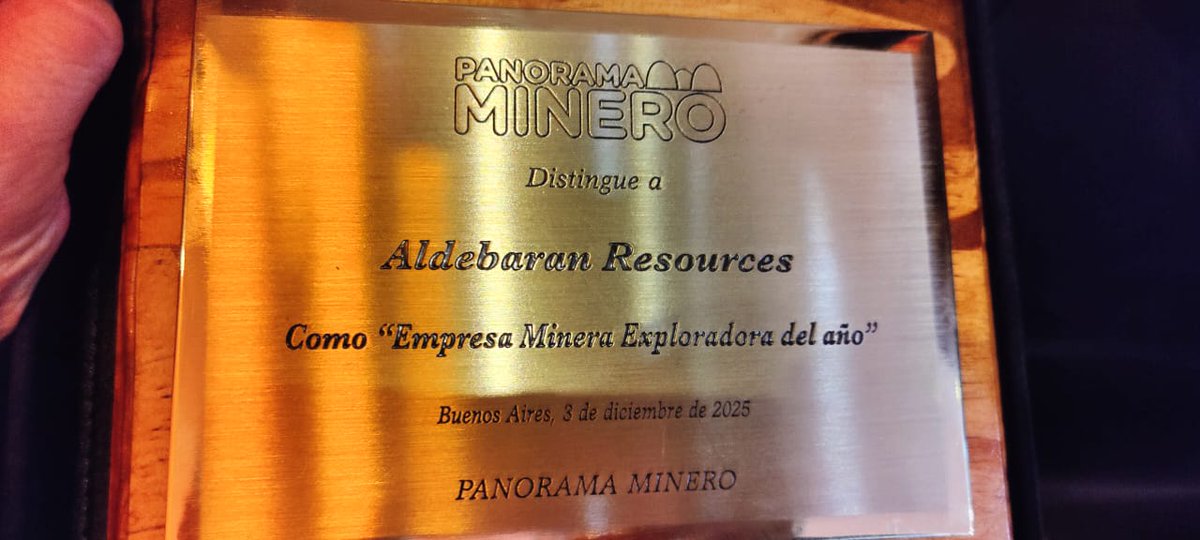 PANORAMA
MINERO
Distingue a
Aldebaran Resources
Como “Empresa Minera Exploradora del año”
Buenos Aires, 3 de diciembre de 2025
PANORAMA MINERO